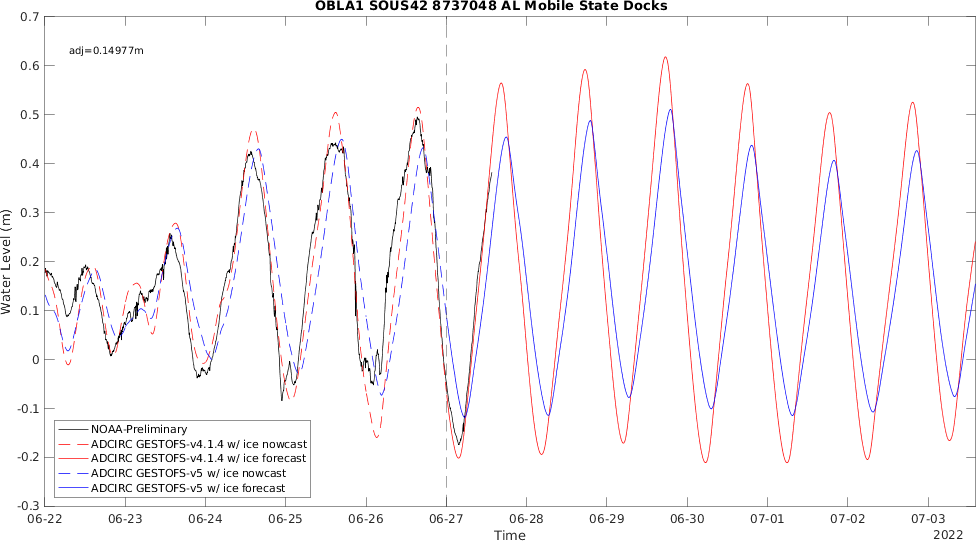 OBLA1 SOUS42 8737048 AL Mobile State Docks
adj=0.14977m
Water Level (m)
0.7
0.6
0.5
0.4
0.3
0.2
0.1
0
-0.1
-0.2
-0.3
NOAA-Preliminary
ADCIRC GESTOFS-v4.1.4 w/ ice nowcast
ADCIRC GESTOFS-v4.1.4 w/ ice forecast
ADCIRC GESTOFS-v5 w/ ice nowcast
ADCIRC GESTOFS-v5 w/ ice forecast
06-22 06-23 06-24 06-25 06-26 06-27 06-28 06-29 06-30 07-01 07-02 07-03
Time
2022